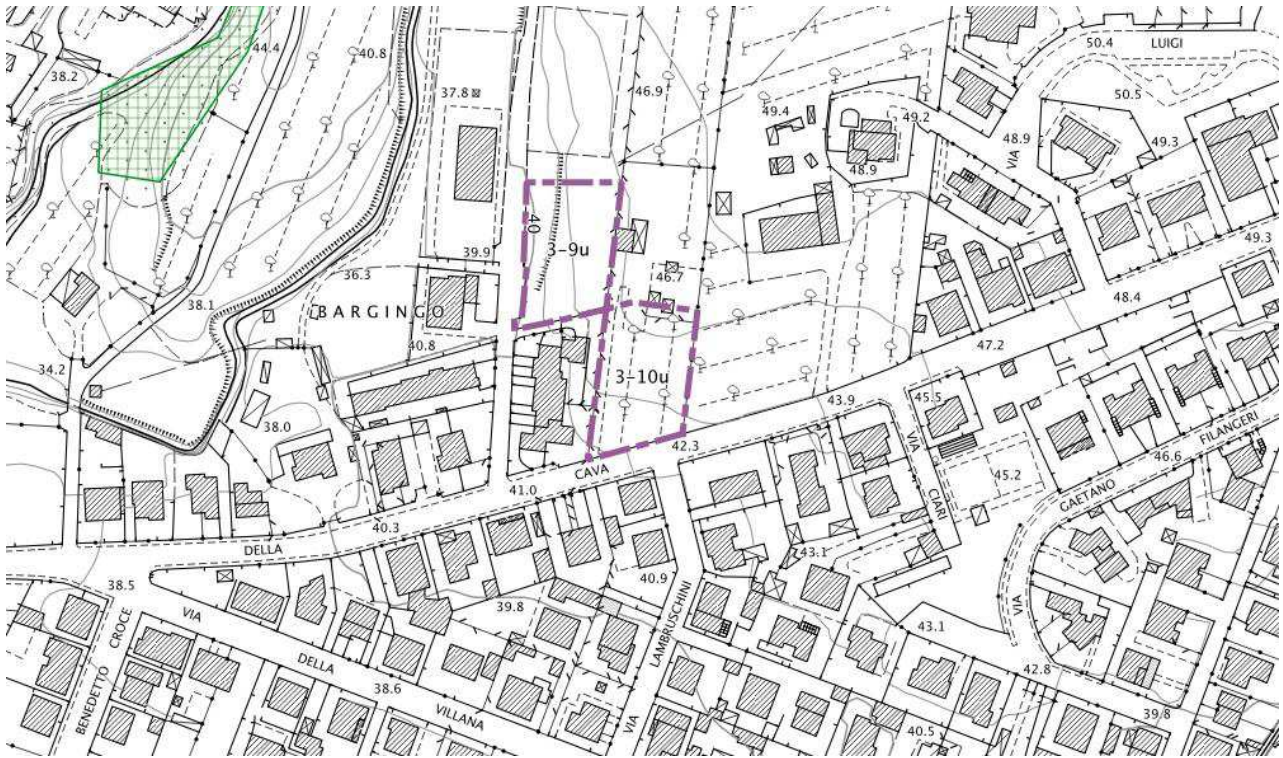 50.4
LUIGI
38.2
44.4
40.8
37.8
46.9
49.4
49.2
50.5
48.9
VIA
49.3
48.9
40
3-9u
39.9
46.7
49.3
36.3
38.1
BARGINGO
48.4
40.8
47.2
34.2
3-10u
43.9
45.5
38.0
42.3
VIA
CIARI
FILANGERI
46.6
GAETANO
45.2
41.0
CAVA
40.3
DELLA
43.1
38.5
40.9
39.8
VIA
CROCE
BENEDETTO
LAMBRUSCHINI
VIA
43.1
42.8
DELLA
38.6
VILLANA
VIA
39.8
40.5